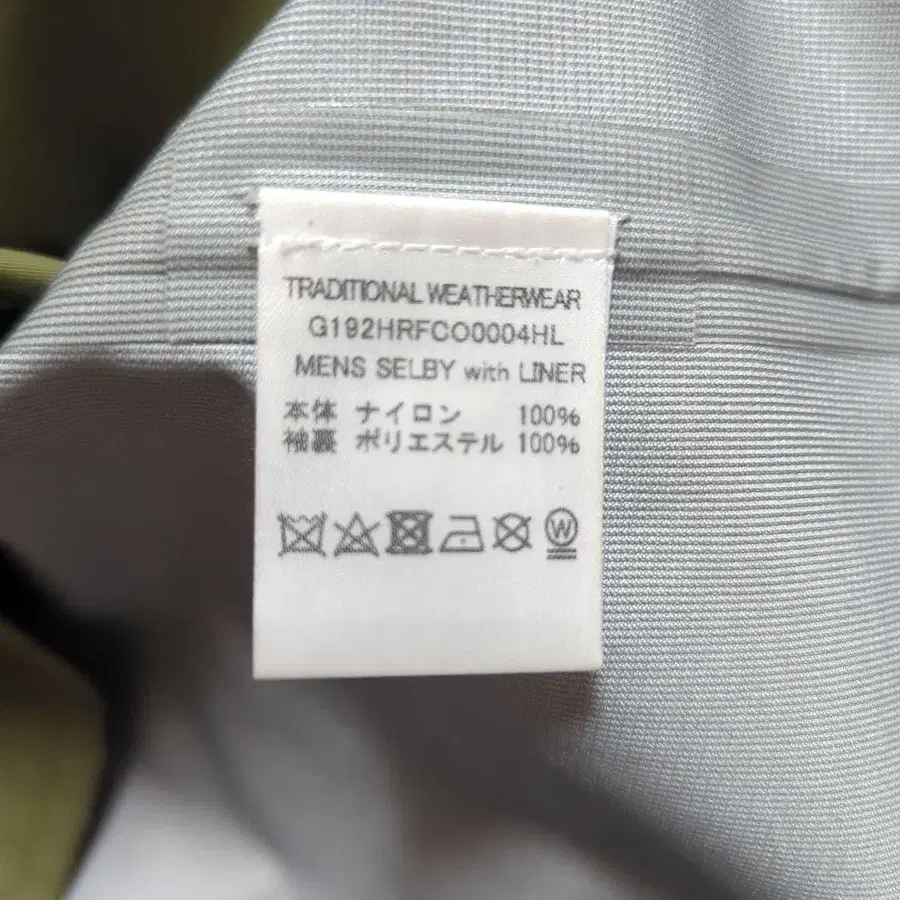 TRADITIONAL WEATHERWEAR
G192HRFCO0004HL
MENS SELBY with LINER
本体 ナイロン 100%
袖裏 ポリエステル 100%
W